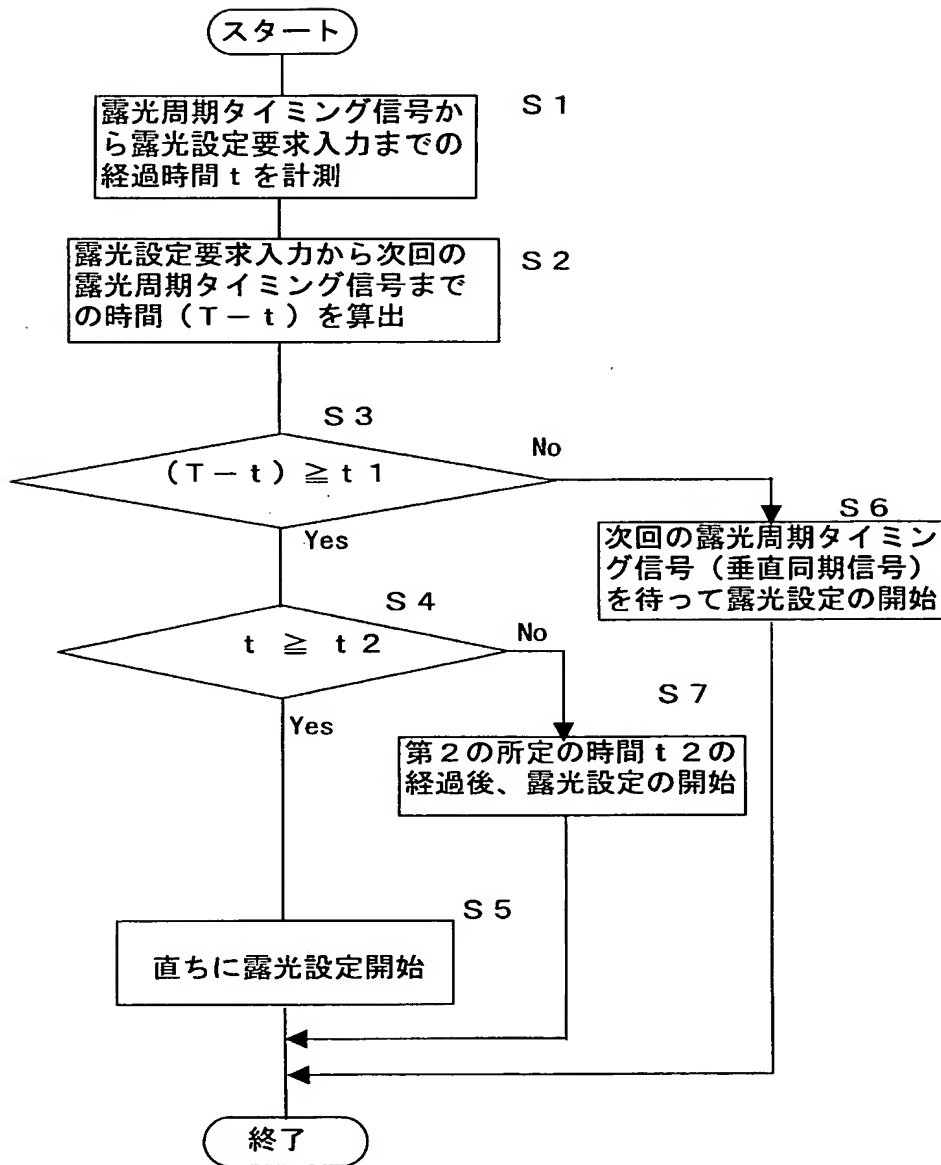 スタート
S1
露光周期タイミング信号か
ら露光設定要求入力までの
経過時間tを計測
S2
露光設定要求入力から次回の
露光周期タイミング信号まで
の時間(T-t)を算出
S3
(T-t)≧t1
No
Yes
S6
次回の露光周期タイミン
グ信号(垂直同期信号)
を待って露光設定の開始
S4
t ≧ t2
No
Yes
S7
第2の所定の時間t2の
経過後、露光設定の開始
S5
直ちに露光設定開始
終了